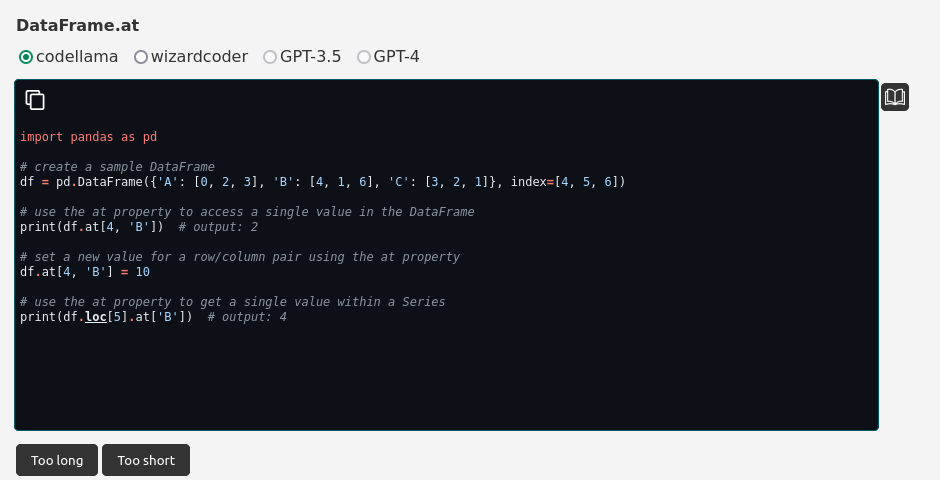 DataFrame.at
codellama wizardcoder GPT-3.5 GPT-4
import pandas as pd
# create a sample DataFrame
df = pd.DataFrame({'A': [0, 2, 3], 'B': [4, 1, 6], 'C': [3, 2, 1]}, index=[4, 5, 6])
# use the at property to access a single value in the DataFrame
print(df.at[4, 'B'])  # output: 2
# set a new value for a row/column pair using the at property
df.at[4, 'B'] = 10
# use the at property to get a single value within a Series
print(df.loc[5].at['B'])  # output: 4
Too long Too short